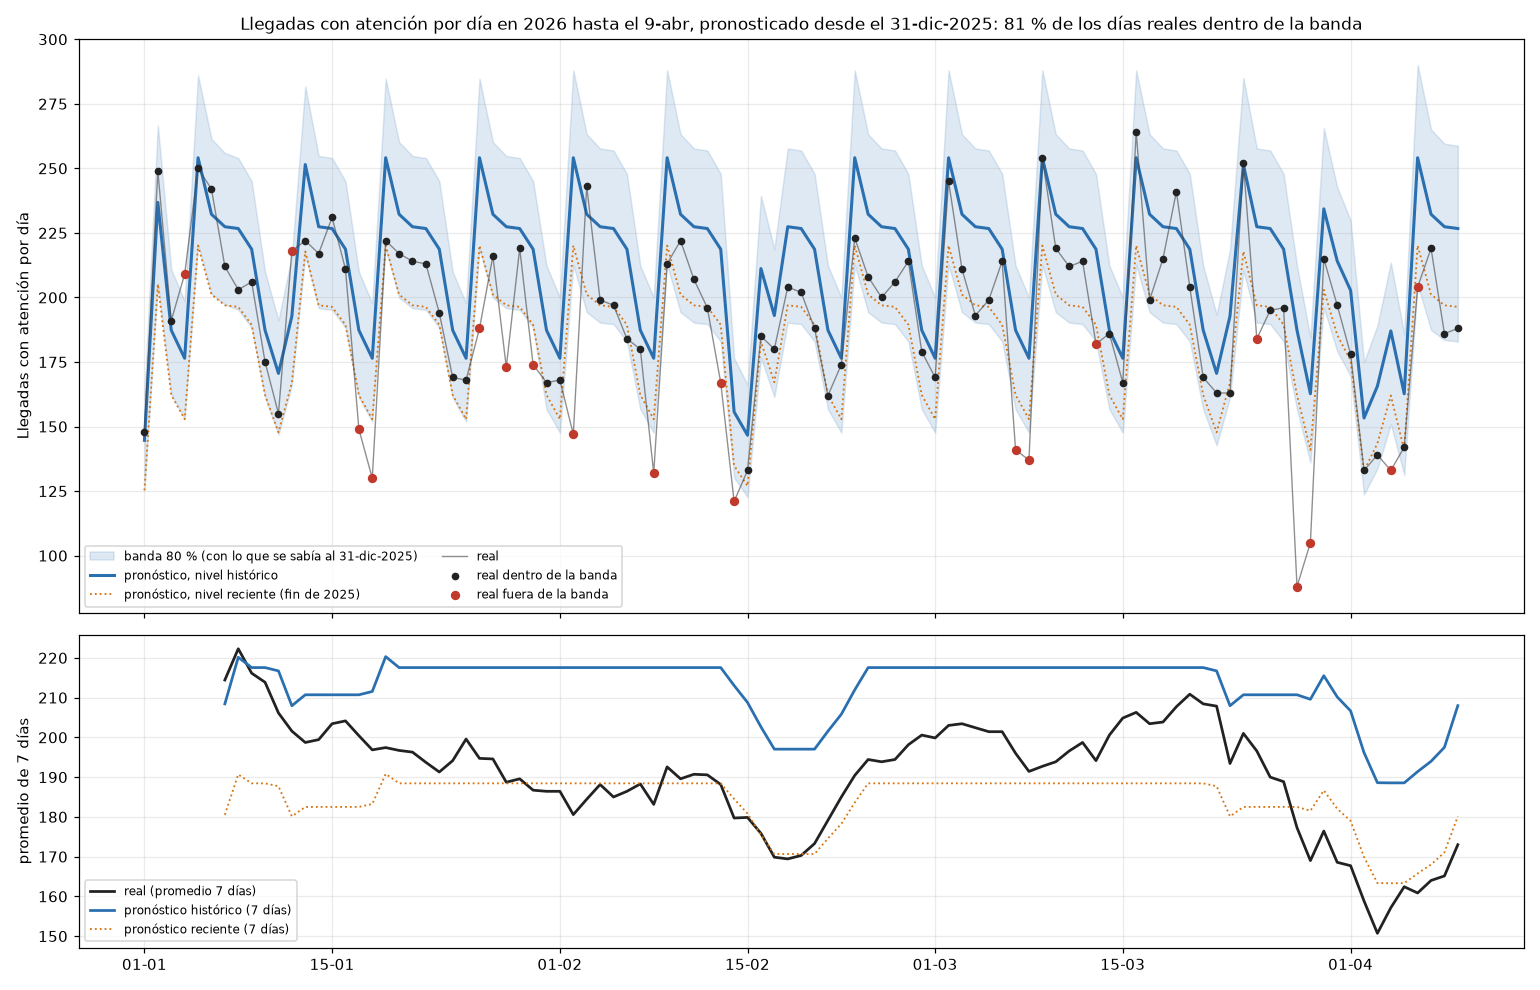 Llegadas con atención por día en 2026 hasta el 9-abr, pronosticado desde el 31-dic-2025: 81 % de los días reales dentro de la banda
Llegadas con atención por día
300
275
250
225
200
175
150
125
100
banda 80 % (con lo que se sabía al 31-dic-2025)
pronóstico, nivel histórico
pronóstico, nivel reciente (fin de 2025)
real
real dentro de la banda
real fuera de la banda
promedio de 7 días
220
210
200
190
180
170
160
150
real (promedio 7 días)
pronóstico histórico (7 días)
pronóstico reciente (7 días)
01-01
15-01
01-02
15-02
01-03
15-03
01-04